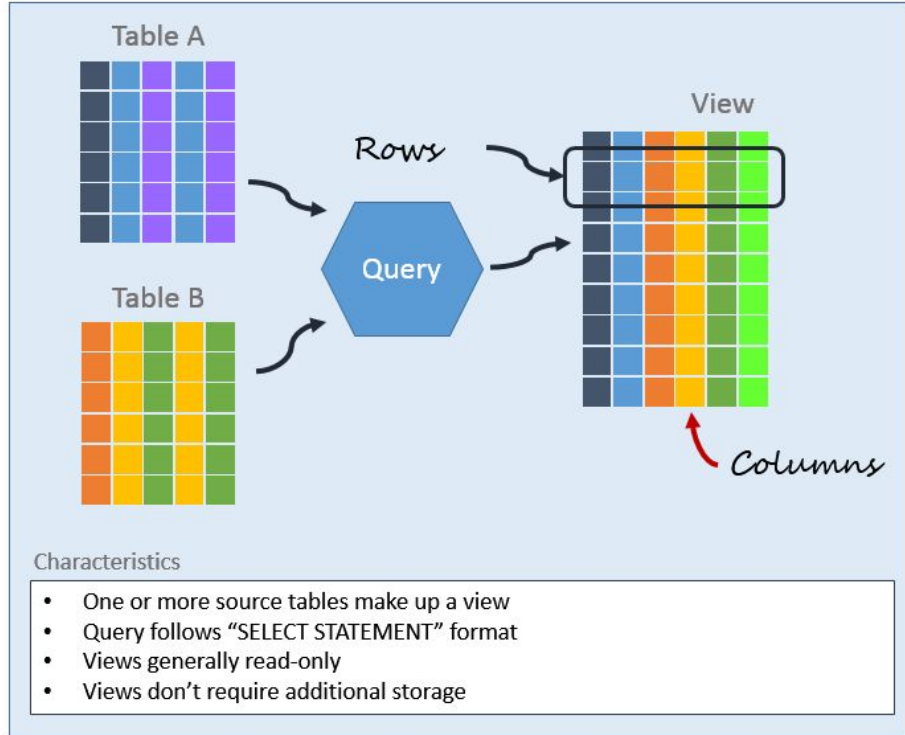 Table A
View
Rows
Query
Table B
Columns
Characteristics
• One or more source tables make up a view
• Query follows “SELECT STATEMENT” format
• Views generally read-only
• Views don’t require additional storage